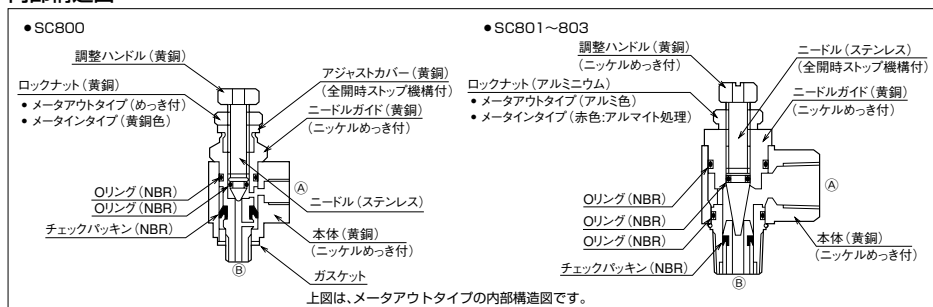 ●SC800
調整ハンドル(黄銅)
ロックナット(黄銅)
• メータアウトタイプ(めっき付)
• メータインタイプ(黄銅色)
アジャストカバー(黄銅)
(全開時ストップ機構付)
ニードルガイド(黄銅)
(ニッケルめっき付)
Oリング(NBR)
Oリング(NBR)
チェックパッキン(NBR)
Ⓐ
ニードル(ステンレス)
本体(黄銅)
(ニッケルめっき付)
Ⓑ
ガスケット
●SC801〜803
調整ハンドル(黄銅)
(ニッケルめっき付)
ロックナット(アルミニウム)
• メータアウトタイプ(アルミ色)
• メータインタイプ(赤色:アルマイト処理)
ニードル(ステンレス)
(全開時ストップ機構付)
ニードルガイド(黄銅)
(ニッケルめっき付)
Oリング(NBR)
Oリング(NBR)
Oリング(NBR)
チェックパッキン(NBR)
Ⓐ
本体(黄銅)
(ニッケルめっき付)
Ⓑ
上図は、メータアウトタイプの内部構造図です。